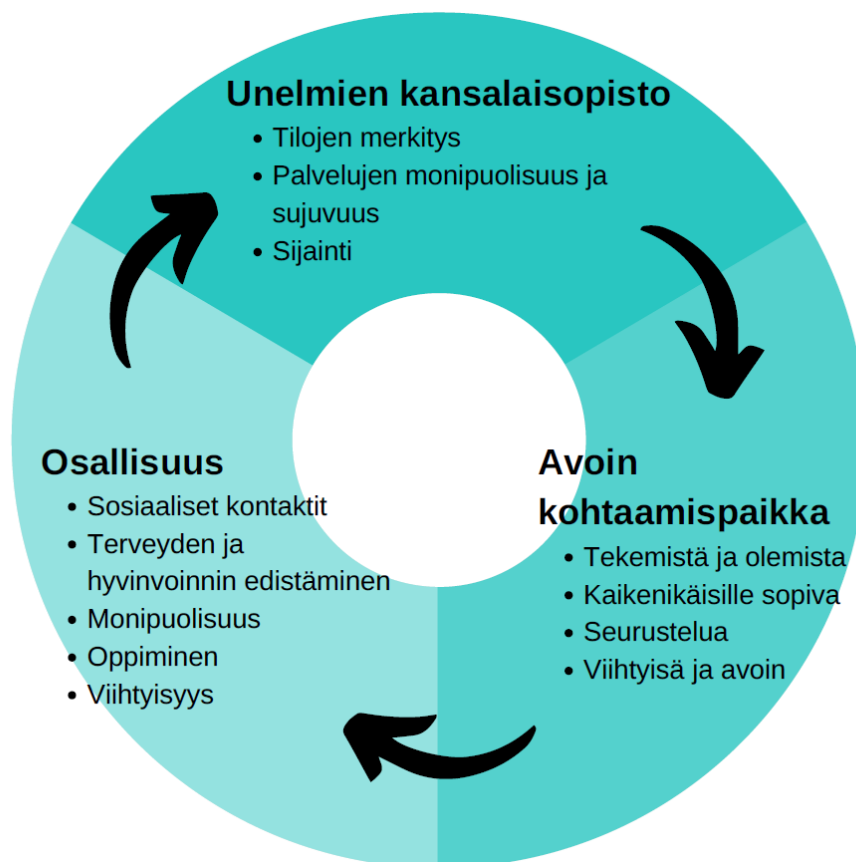 Unelmien kansalaisopisto
• Tilojen merkitys
• Palvelujen monipuolisuus ja
sujuvuus
• Sijainti
Avoin
kohtaamispaikka
• Tekemistä ja olemista
• Kaikenikäisille sopiva
• Seurustelua
• Viihtyisä ja avoin
Osallisuus
• Sosiaaliset kontaktit
• Terveyden ja
hyvinvoinnin edistäminen
• Monipuolisuus
• Oppiminen
• Viihtyisyys